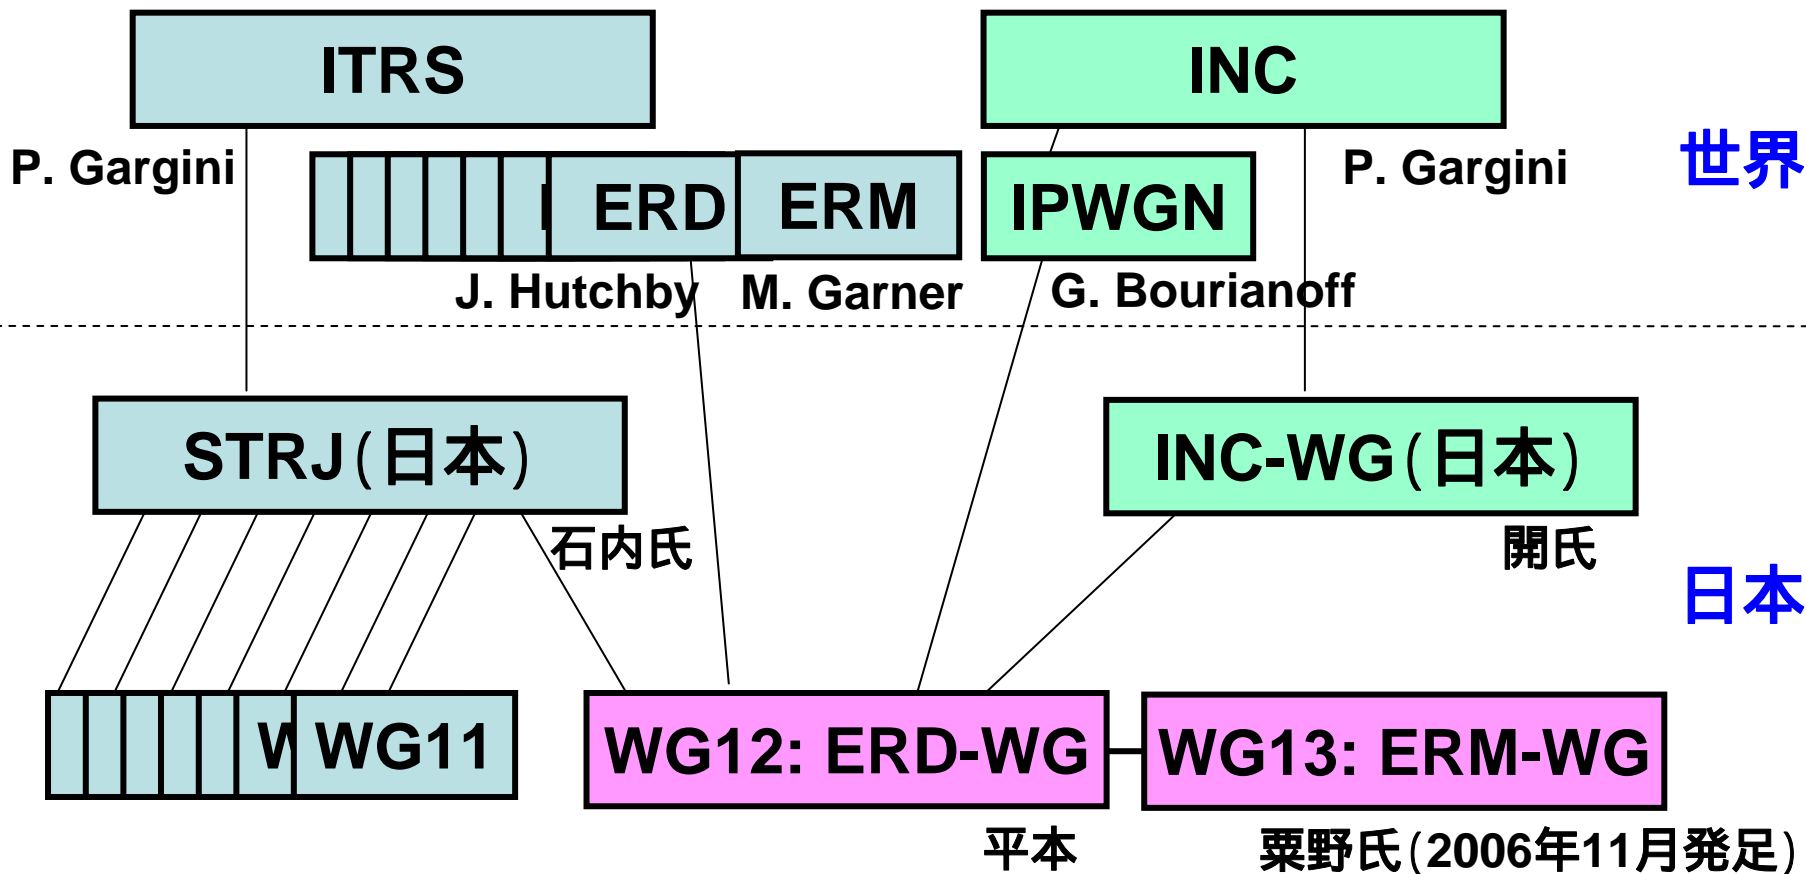 ITRS
INC
P. Gargini
P. Gargini
世界
ERD
ERM
IPWGN
J. Hutchby
M. Garner
G. Bourianoff
STRJ(日本)
INC-WG(日本)
石内氏
開氏
日本
WG11
WG12: ERD-WG
WG13: ERM-WG
平本
粟野氏(2006年11月発足)